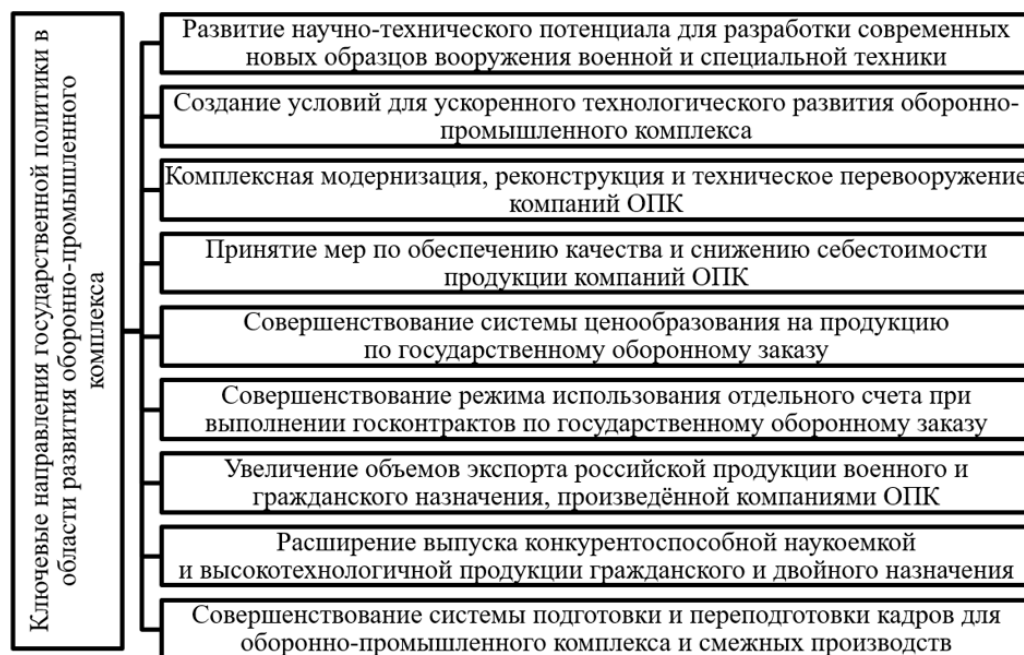 Ключевые направления государственной политики в
области развития оборонно-промышленного
комплекса
Развитие научно-технического потенциала для разработки современных
новых образцов вооружения военной и специальной техники
Создание условий для ускоренного технологического развития оборонно-
промышленного комплекса
Комплексная модернизация, реконструкция и техническое перевооружение
компаний ОПК
Принятие мер по обеспечению качества и снижению себестоимости
продукции компаний ОПК
Совершенствование системы ценообразования на продукцию
по государственному оборонному заказу
Совершенствование режима использования отдельного счета при
выполнении госконтрактов по государственному оборонному заказу
Увеличение объемов экспорта российской продукции военного и
гражданского назначения, произведённой компаниями ОПК
Расширение выпуска конкурентоспособной наукоемкой
и высокотехнологичной продукции гражданского и двойного назначения
Совершенствование системы подготовки и переподготовки кадров для
оборонно-промышленного комплекса и смежных производств